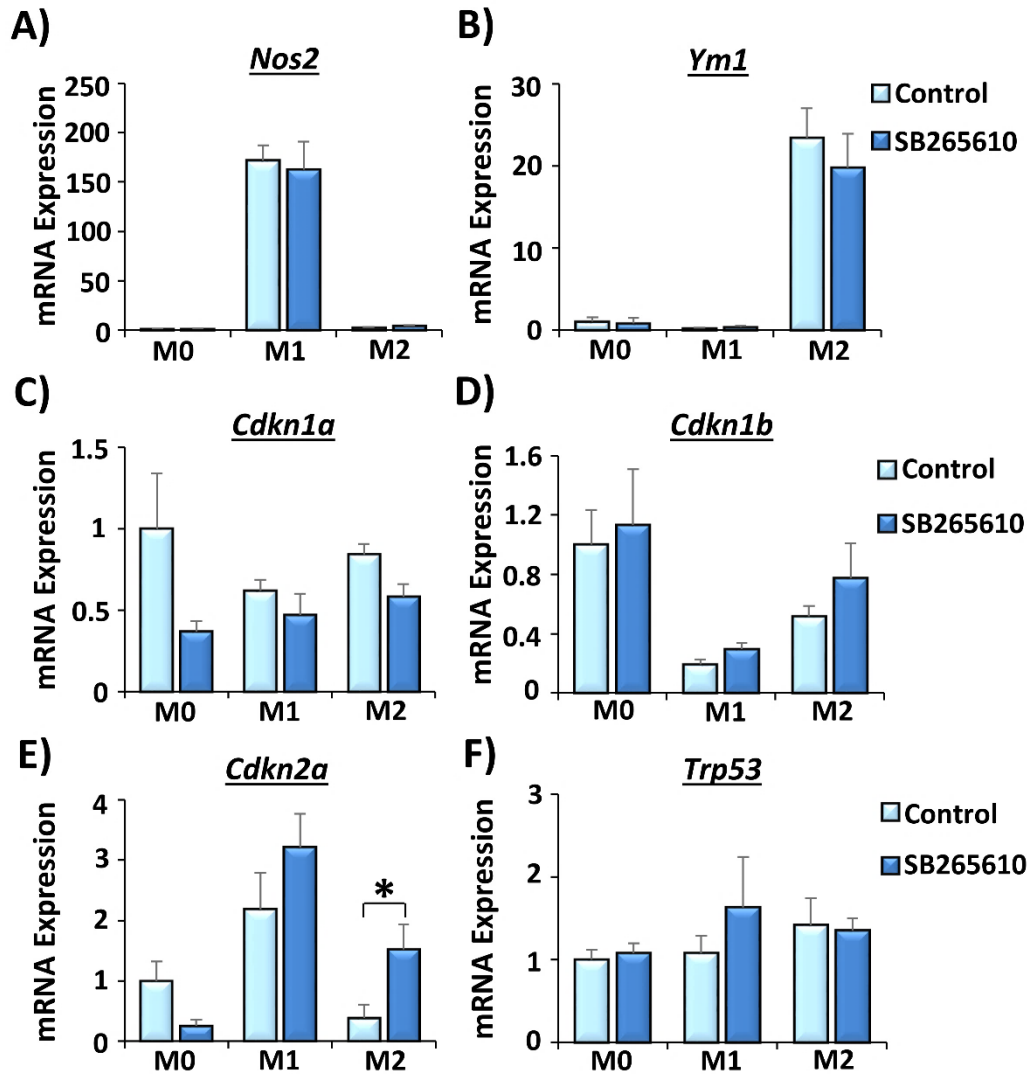 A)
Nos2
mRNA Expression
250
200
150
100
50
0
M0 M1 M2
B)
Ym1
mRNA Expression
30
20
10
0
M0 M1 M2
Control
SB265610
C)
Cdkn1a
mRNA Expression
1.5
1
0.5
0
M0 M1 M2
D)
Cdkn1b
mRNA Expression
1.6
1.2
0.8
0.4
0
M0 M1 M2
Control
SB265610
E)
Cdkn2a
mRNA Expression
4
3
2
1
0
*
M0 M1 M2
F)
Trp53
mRNA Expression
3
2
1
0
M0 M1 M2
Control
SB265610